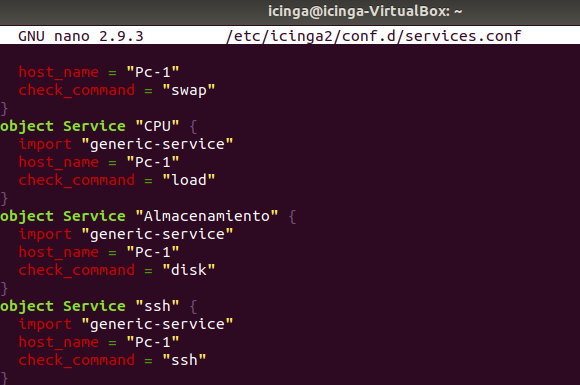 icinga@icinga-VirtualBox: ~
GNU nano 2.9.3 /etc/icinga2/conf.d/services.conf
host_name = "Pc-1"
check_command = "swap"
}
object Service "CPU" {
import "generic-service"
host_name = "Pc-1"
check_command = "load"
}
object Service "Almacenamiento" {
import "generic-service"
host_name = "Pc-1"
check_command = "disk"
}
object Service "ssh" {
import "generic-service"
host_name = "Pc-1"
check_command = "ssh"
}